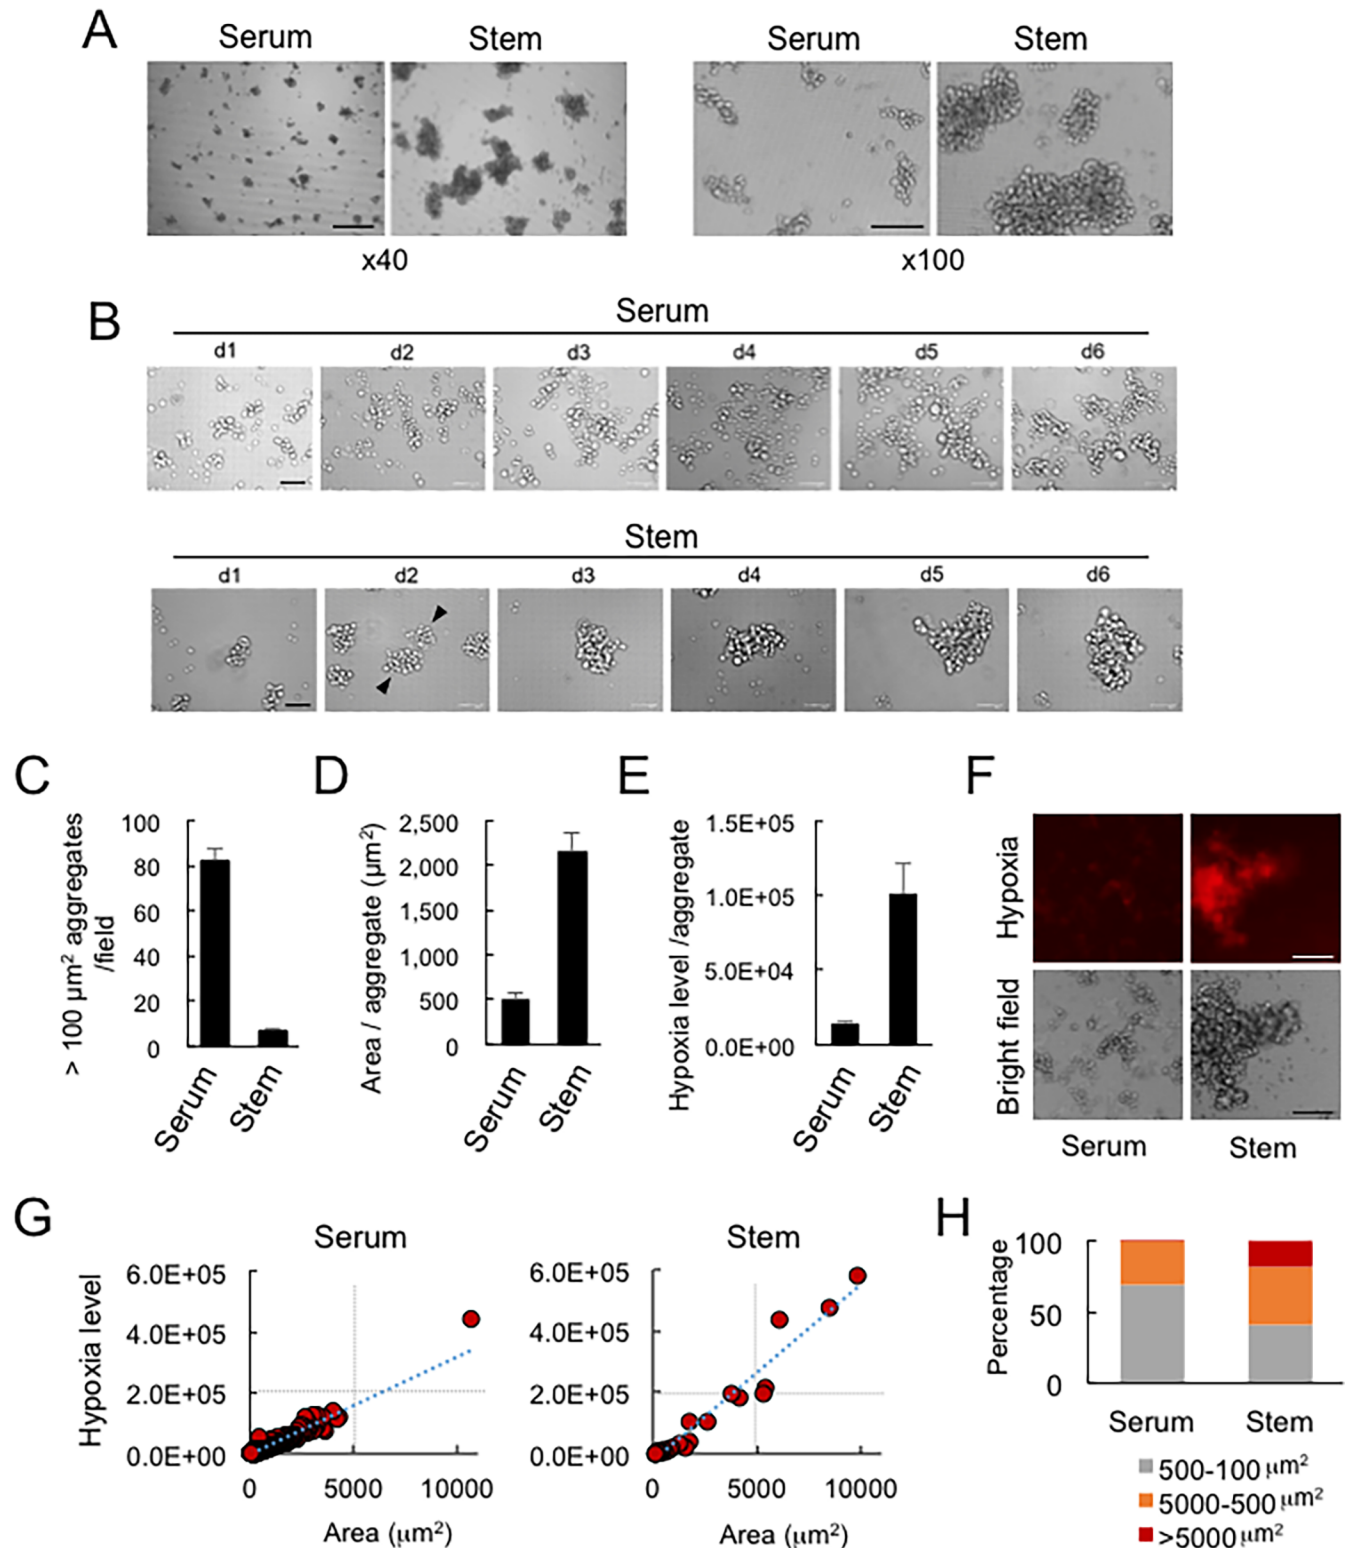 A
Serum Stem Serum Stem
x40 x100
B
Serum
d1 d2 d3 d4 d5 d6
Stem
d1 d2 d3 d4 d5 d6
C
> 100 µm² aggregates
/field
100
80
60
40
20
0
Serum
Stem
D
Area / aggregate (µm²)
2,500
2,000
1,500
1,000
500
0
Serum
Stem
E
Hypoxia level /aggregate
1.5E+05
1.0E+05
5.0E+04
0.0E+00
Serum
Stem
F
Hypoxia
Bright field
Serum Stem
G
Serum
Hypoxia level
6.0E+05
4.0E+05
2.0E+05
0.0E+00
0 5000 10000
Area (µm²)
Stem
6.0E+05
4.0E+05
2.0E+05
0.0E+00
0 5000 10000
Area (µm²)
H
Percentage
100
50
0
Serum Stem
500-100 µm²
5000-500 µm²
>5000 µm²